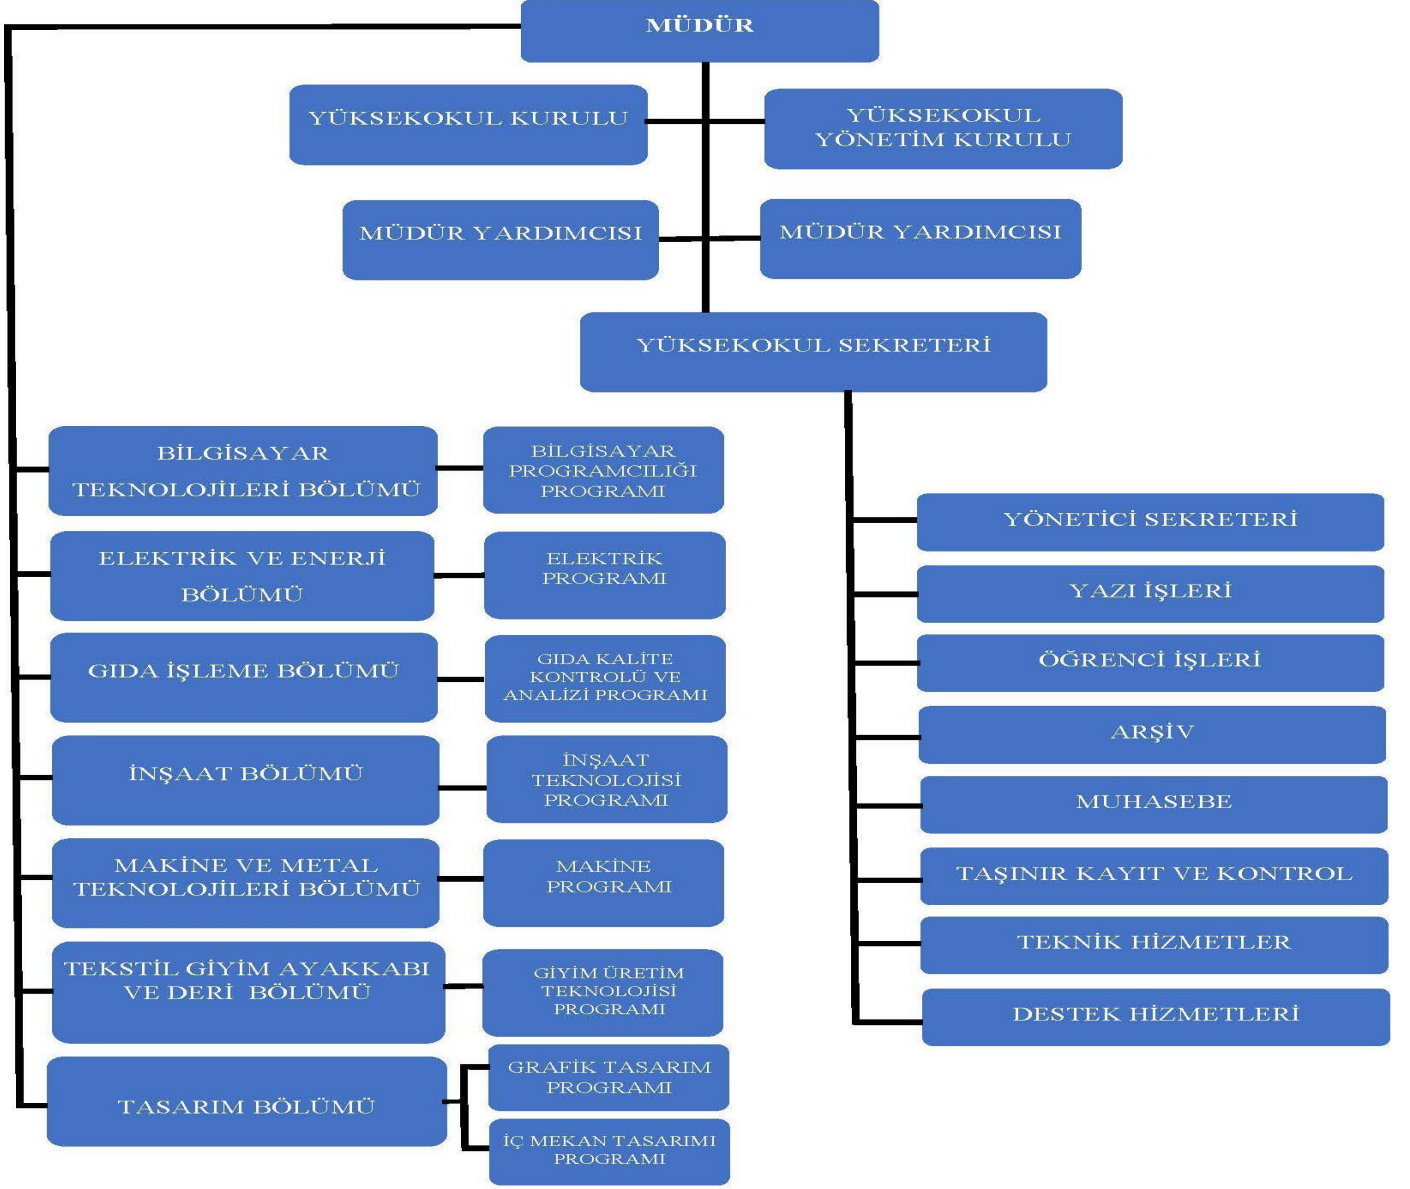 MÜDÜR
YÜKSEKOKUL KURULU
YÜKSEKOKUL
YÖNETİM KURULU
MÜDÜR YARDIMCISI
MÜDÜR YARDIMCISI
YÜKSEKOKUL SEKRETERİ
BİLGİSAYAR
TEKNOLOJİLERİ BÖLÜMÜ
BİLGİSAYAR
PROGRAMCILIĞI
PROGRAMI
ELEKTRİK VE ENERJİ
BÖLÜMÜ
ELEKTRİK
PROGRAMI
GIDA İŞLEME BÖLÜMÜ
GIDA KALİTE
KONTROLÜ VE
ANALİZİ PROGRAMI
İNŞAAT BÖLÜMÜ
İNŞAAT
TEKNOLOJİSİ
PROGRAMI
MAKİNE VE METAL
TEKNOLOJİLERİ BÖLÜMÜ
MAKİNE
PROGRAMI
TEKSTİL GİYİM AYAKKABI
VE DERİ BÖLÜMÜ
GİYİM ÜRETİM
TEKNOLOJİSİ
PROGRAMI
TASARIM BÖLÜMÜ
GRAFİK TASARIM
PROGRAMI
İÇ MEKAN TASARIMI
PROGRAMI
YÖNETİCİ SEKRETERİ
YAZI İŞLERİ
ÖĞRENCİ İŞLERİ
ARŞİV
MUHASEBE
TAŞINIR KAYIT VE KONTROL
TEKNİK HİZMETLER
DESTEK HİZMETLERİ